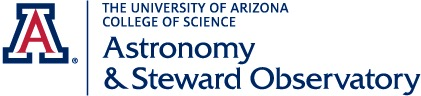 THE UNIVERSITY OF ARIZONA
COLLEGE OF SCIENCE
A ®
Astronomy
& Steward Observatory